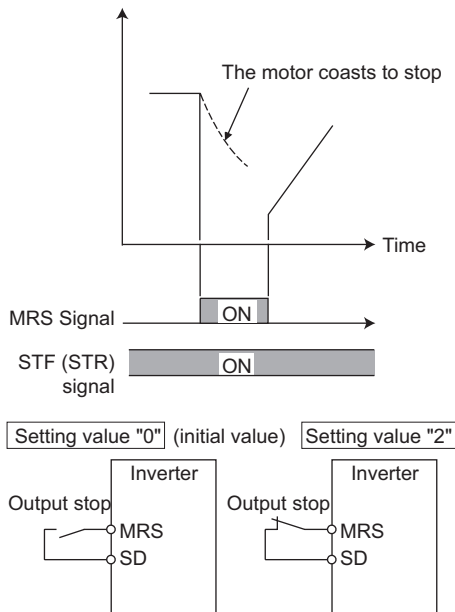 The motor coasts to stop
Time
MRS Signal
ON
STF (STR)
signal
ON
Setting value "0" (initial value) Setting value "2"
Inverter Inverter
Output stop Output stop
MRS MRS
SD SD